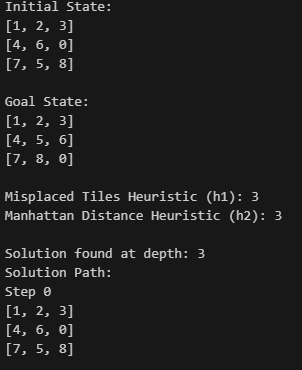 Initial State:
[1, 2, 3]
[4, 6, 0]
[7, 5, 8]
Goal State:
[1, 2, 3]
[4, 5, 6]
[7, 8, 0]
Misplaced Tiles Heuristic (h1): 3
Manhattan Distance Heuristic (h2): 3
Solution found at depth: 3
Solution Path:
Step 0
[1, 2, 3]
[4, 6, 0]
[7, 5, 8]